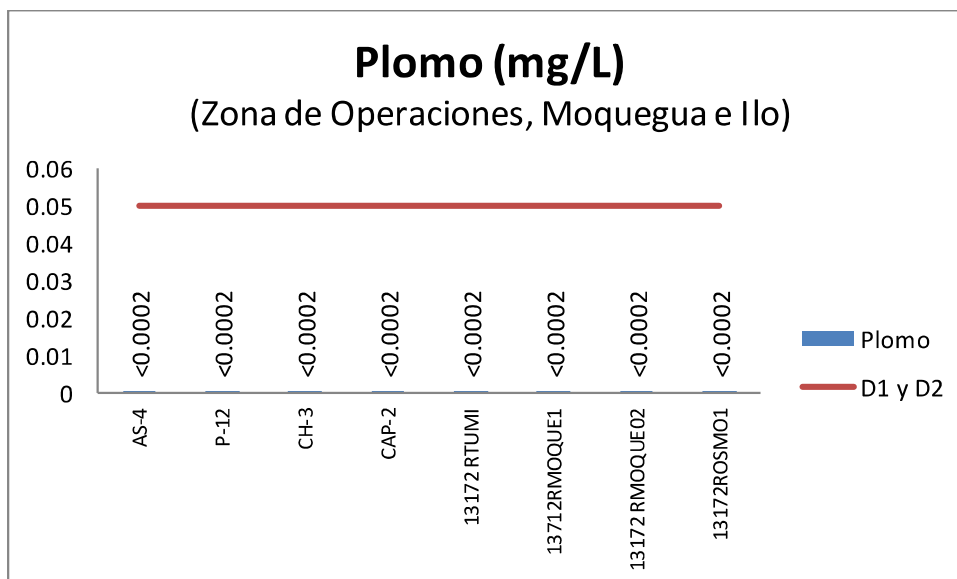 Plomo (mg/L)
(Zona de Operaciones, Moquegua e Ilo)
0.06
0.05
0.04
0.03
0.02
0.01
0
<0.0002
<0.0002
<0.0002
<0.0002
<0.0002
<0.0002
<0.0002
<0.0002
AS-4
P-12
CH-3
CAP-2
13172 RTUMI
13712RMOQUE1
13172 RMOQUE02
13172ROSMO1
Plomo
D1 y D2